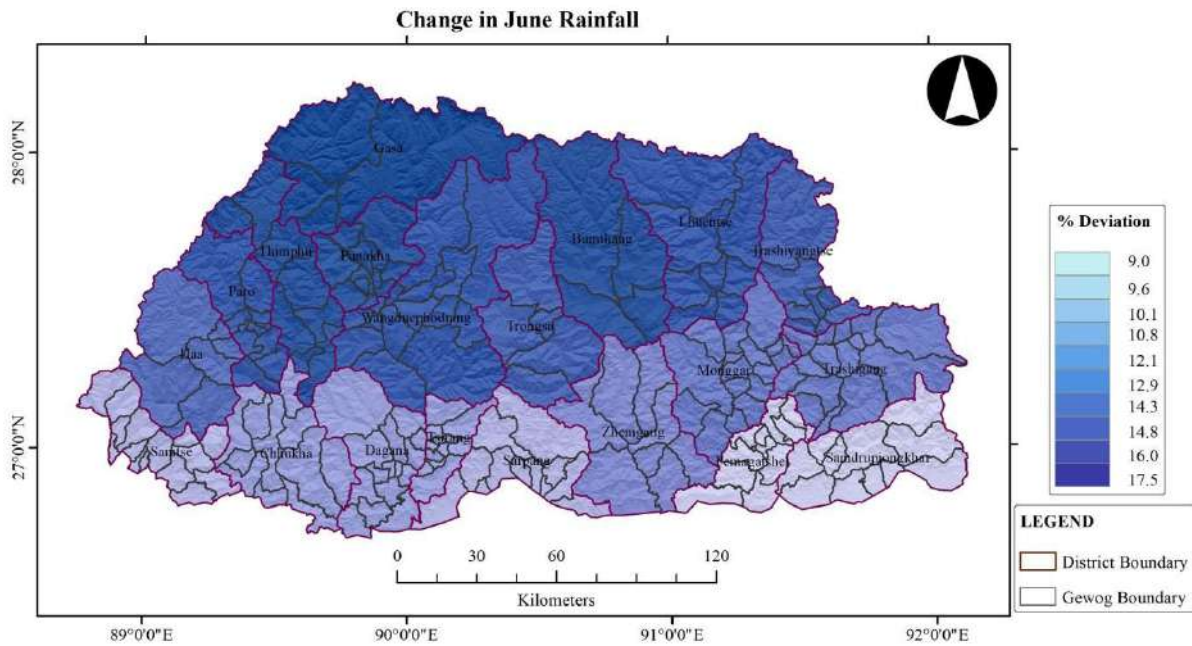 Change in June Rainfall
28°0'0"N
27°0'0"N
Gasa
Thimphu
Punakha
Paro
Wangduephodrang
Haa
Bumthang
Lhuentse
Trashiyangtse
Trongsa
Monggar
Trashigang
Samtse
Chhukha
Dagana
Tsirang
Sarpang
Zhemgang
Pemagatshel
Samdrupjongkhar
0 30 60 120
Kilometers
89°0'0"E 90°0'0"E 91°0'0"E 92°0'0"E
% Deviation
9.0
9.6
10.1
10.8
12.1
12.9
14.3
14.8
16.0
17.5
LEGEND
District Boundary
Gewog Boundary